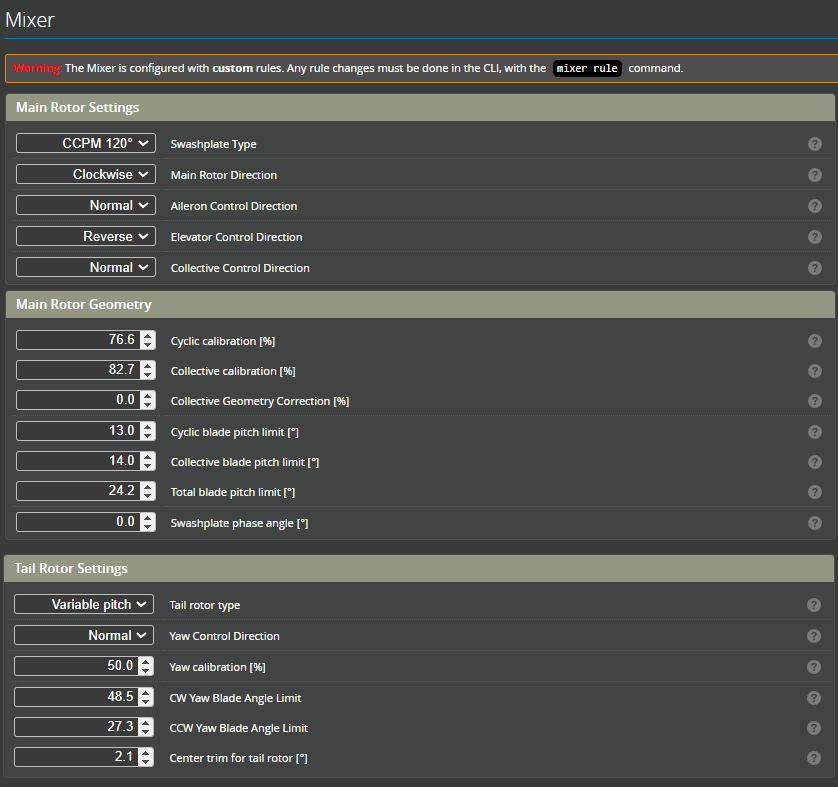 Mixer
Warning: The Mixer is configured with custom rules. Any rule changes must be done in the CLI, with the mixer rule command.
Main Rotor Settings
CCPM 120° Swashplate Type ?
Clockwise Main Rotor Direction ?
Normal Aileron Control Direction ?
Reverse Elevator Control Direction ?
Normal Collective Control Direction ?
Main Rotor Geometry
76.6 Cyclic calibration [%] ?
82.7 Collective calibration [%] ?
0.0 Collective Geometry Correction [%] ?
13.0 Cyclic blade pitch limit [°] ?
14.0 Collective blade pitch limit [°] ?
24.2 Total blade pitch limit [°] ?
0.0 Swashplate phase angle [°] ?
Tail Rotor Settings
Variable pitch Tail rotor type ?
Normal Yaw Control Direction ?
50.0 Yaw calibration [%] ?
48.5 CW Yaw Blade Angle Limit ?
27.3 CCW Yaw Blade Angle Limit ?
2.1 Center trim for tail rotor [°] ?